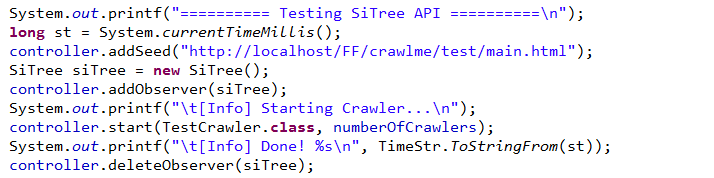 System.out.printf("========== Testing SiTree API ==========\n");
long st = System.currentTimeMillis();
controller.addSeed("http://localhost/FF/crawlme/test/main.html");
SiTree siTree = new SiTree();
controller.addObserver(siTree);
System.out.printf("\t[Info] Starting Crawler...\n");
controller.start(TestCrawler.class, numberOfCrawlers);
System.out.printf("\t[Info] Done! %s\n", TimeStr.ToStringFrom(st));
controller.deleteObserver(siTree);